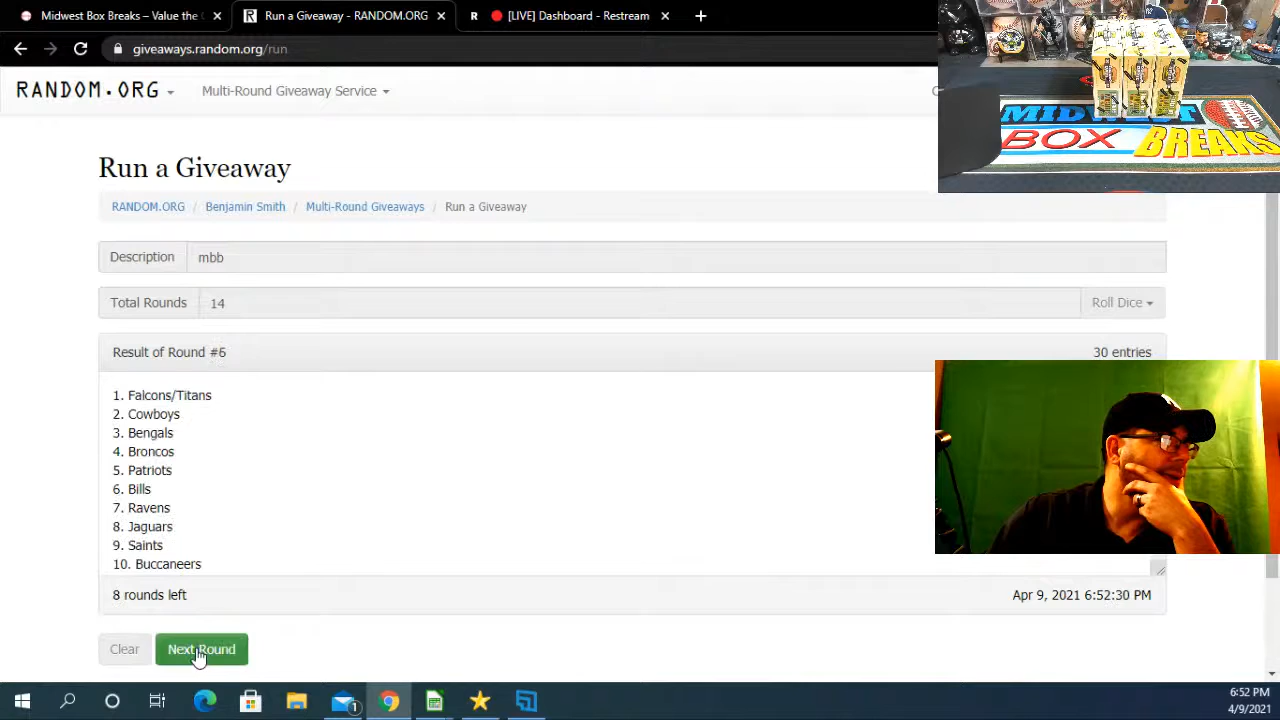 Midwest Box Breaks – Value the
Run a Giveaway - RANDOM.ORG
R
[LIVE] Dashboard - Restream
giveaways.random.org/run
RANDOM.ORG
Multi-Round Giveaway Service
MIDWEST
BOX BREAKS
Run a Giveaway
RANDOM.ORG / Benjamin Smith / Multi-Round Giveaways / Run a Giveaway
Description mbb
Total Rounds 14 Roll Dice
Result of Round #6 30 entries
1. Falcons/Titans
2. Cowboys
3. Bengals
4. Broncos
5. Patriots
6. Bills
7. Ravens
8. Jaguars
9. Saints
10. Buccaneers
8 rounds left Apr 9, 2021 6:52:30 PM
Clear Next Round
1
6:52 PM
4/9/2021